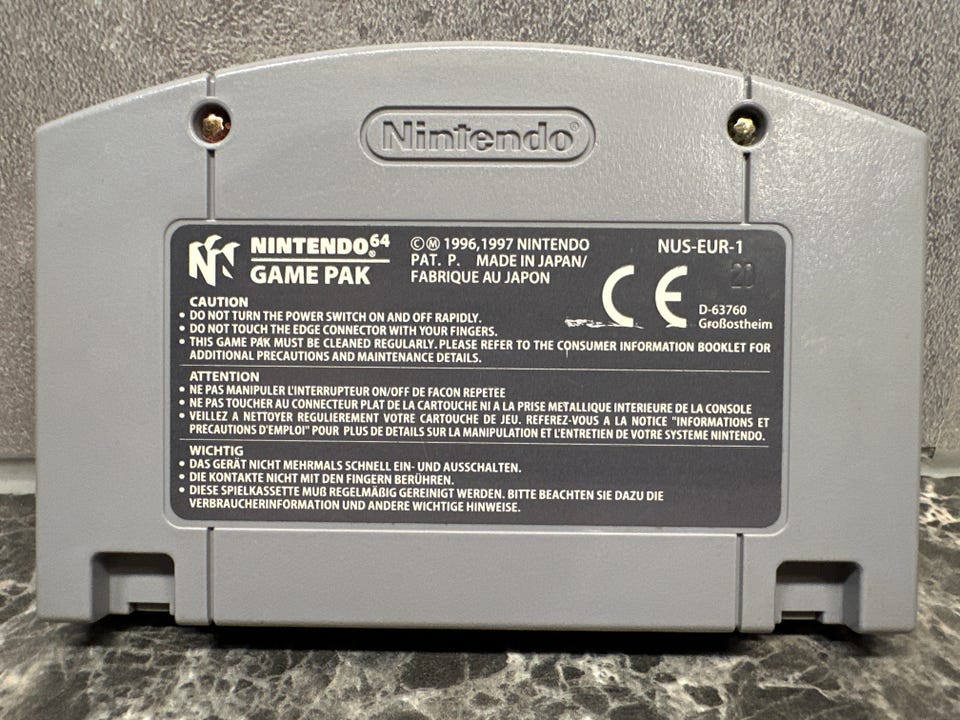 Nintendo®
NINTENDO®64
GAME PAK
©Ⓜ 1996,1997 NINTENDO
PAT. P. MADE IN JAPAN/
FABRIQUE AU JAPON
NUS-EUR-1
20
CE
D-63760
Großostheim
CAUTION
• DO NOT TURN THE POWER SWITCH ON AND OFF RAPIDLY.
• DO NOT TOUCH THE EDGE CONNECTOR WITH YOUR FINGERS.
• THIS GAME PAK MUST BE CLEANED REGULARLY. PLEASE REFER TO THE CONSUMER INFORMATION BOOKLET FOR
ADDITIONAL PRECAUTIONS AND MAINTENANCE DETAILS.
ATTENTION
• NE PAS MANIPULER L'INTERRUPTEUR ON/OFF DE FACON REPETEE
• NE PAS TOUCHER AU CONNECTEUR PLAT DE LA CARTOUCHE NI A LA PRISE METALLIQUE INTERIEURE DE LA CONSOLE
• VEILLEZ A NETTOYER REGULIEREMENT VOTRE CARTOUCHE DE JEU. REFEREZ-VOUS A LA NOTICE "INFORMATIONS ET
PRECAUTIONS D'EMPLOI" POUR PLUS DE DETAILS SUR LA MANIPULATION ET L'ENTRETIEN DE VOTRE SYSTEME NINTENDO.
WICHTIG
• DAS GERÄT NICHT MEHRMALS SCHNELL EIN- UND AUSSCHALTEN.
• DIE KONTAKTE NICHT MIT DEN FINGERN BERÜHREN.
• DIESE SPIELKASSETTE MUß REGELMÄßIG GEREINIGT WERDEN. BITTE BEACHTEN SIE DAZU DIE
VERBRAUCHERINFORMATION UND ANDERE WICHTIGE HINWEISE.